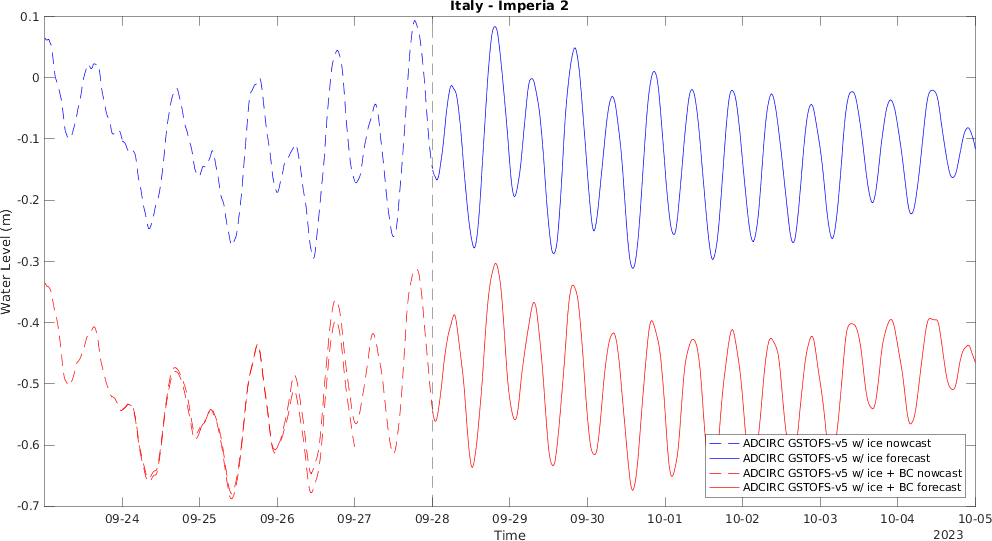 Italy - Imperia 2
0.1
0
-0.1
-0.2
-0.3
-0.4
-0.5
-0.6
-0.7
Water Level (m)
ADCIRC GSTOFS-v5 w/ ice nowcast
ADCIRC GSTOFS-v5 w/ ice forecast
ADCIRC GSTOFS-v5 w/ ice + BC nowcast
ADCIRC GSTOFS-v5 w/ ice + BC forecast
09-24 09-25 09-26 09-27 09-28 09-29 09-30 10-01 10-02 10-03 10-04 10-05
Time
2023